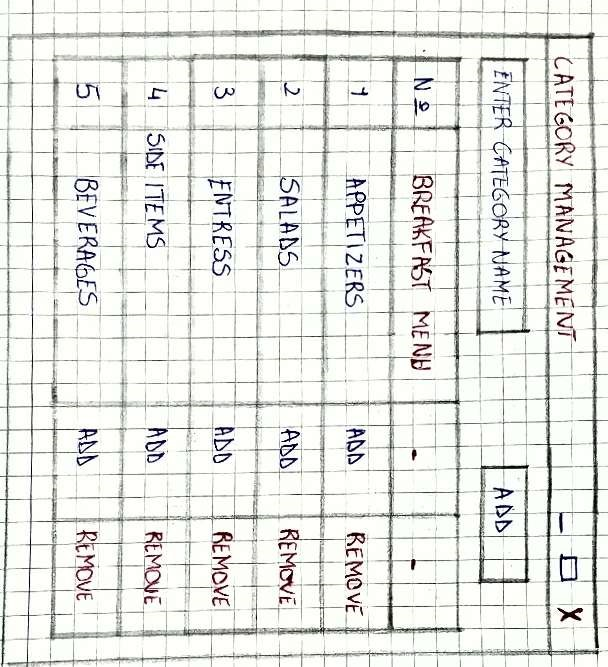 CATEGORY MANAGEMENT - □ X
ENTER CATEGORY NAME ADD
Nº BREAKFAST MENU - -
1 APPETIZERS ADD REMOVE
2 SALADS ADD REMOVE
3 ENTRESS ADD REMOVE
4 SIDE ITEMS ADD REMOVE
5 BEVERAGES ADD REMOVE